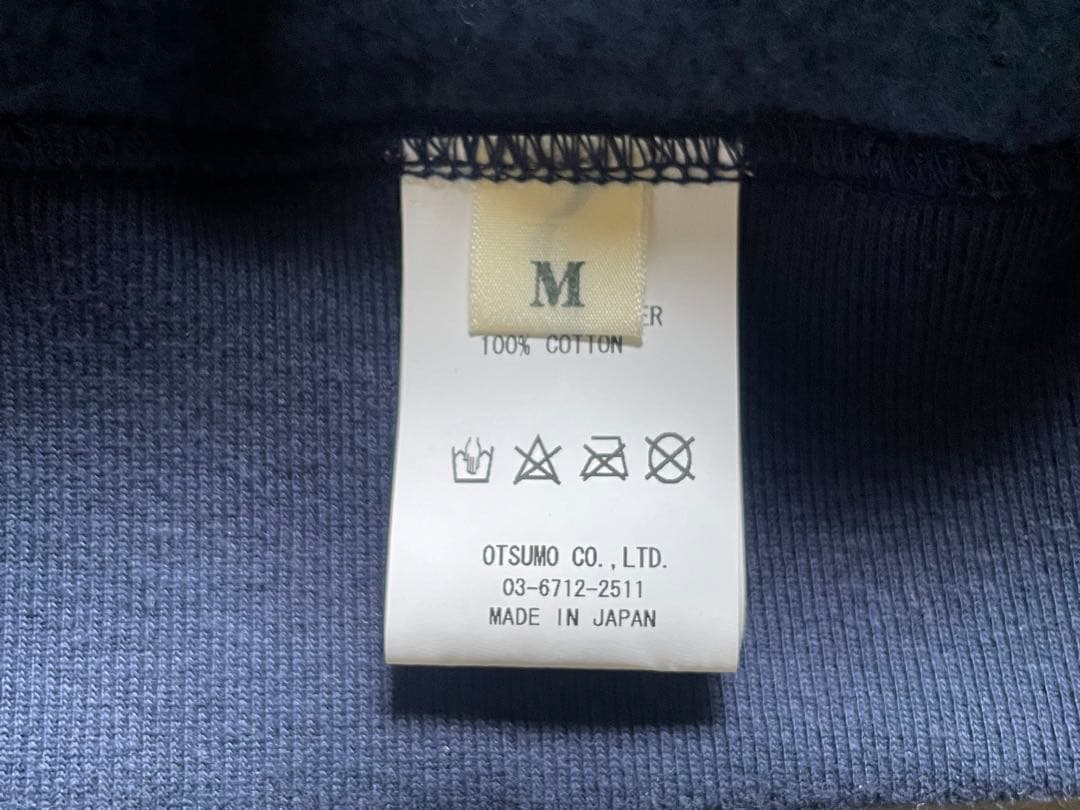 M
100% COTTON
OTSUMO CO.,LTD.
03-6712-2511
MADE IN JAPAN